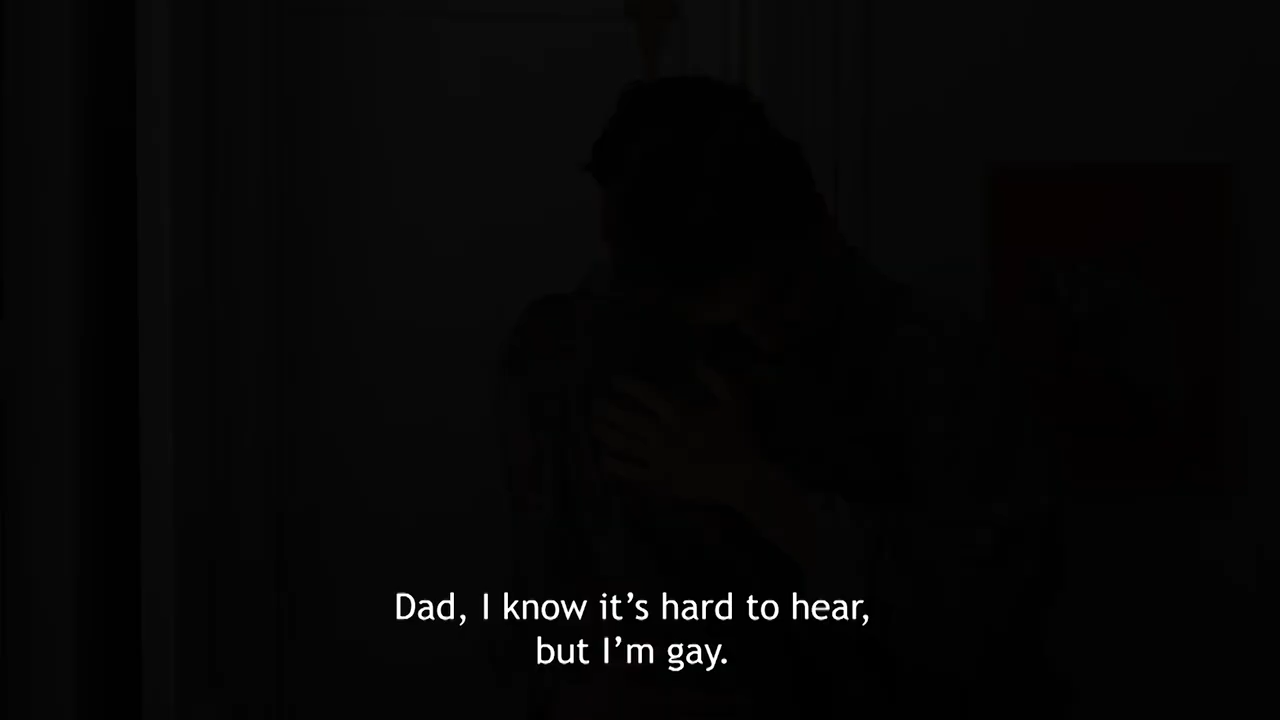 Dad, I know it’s hard to hear,
but I’m gay.